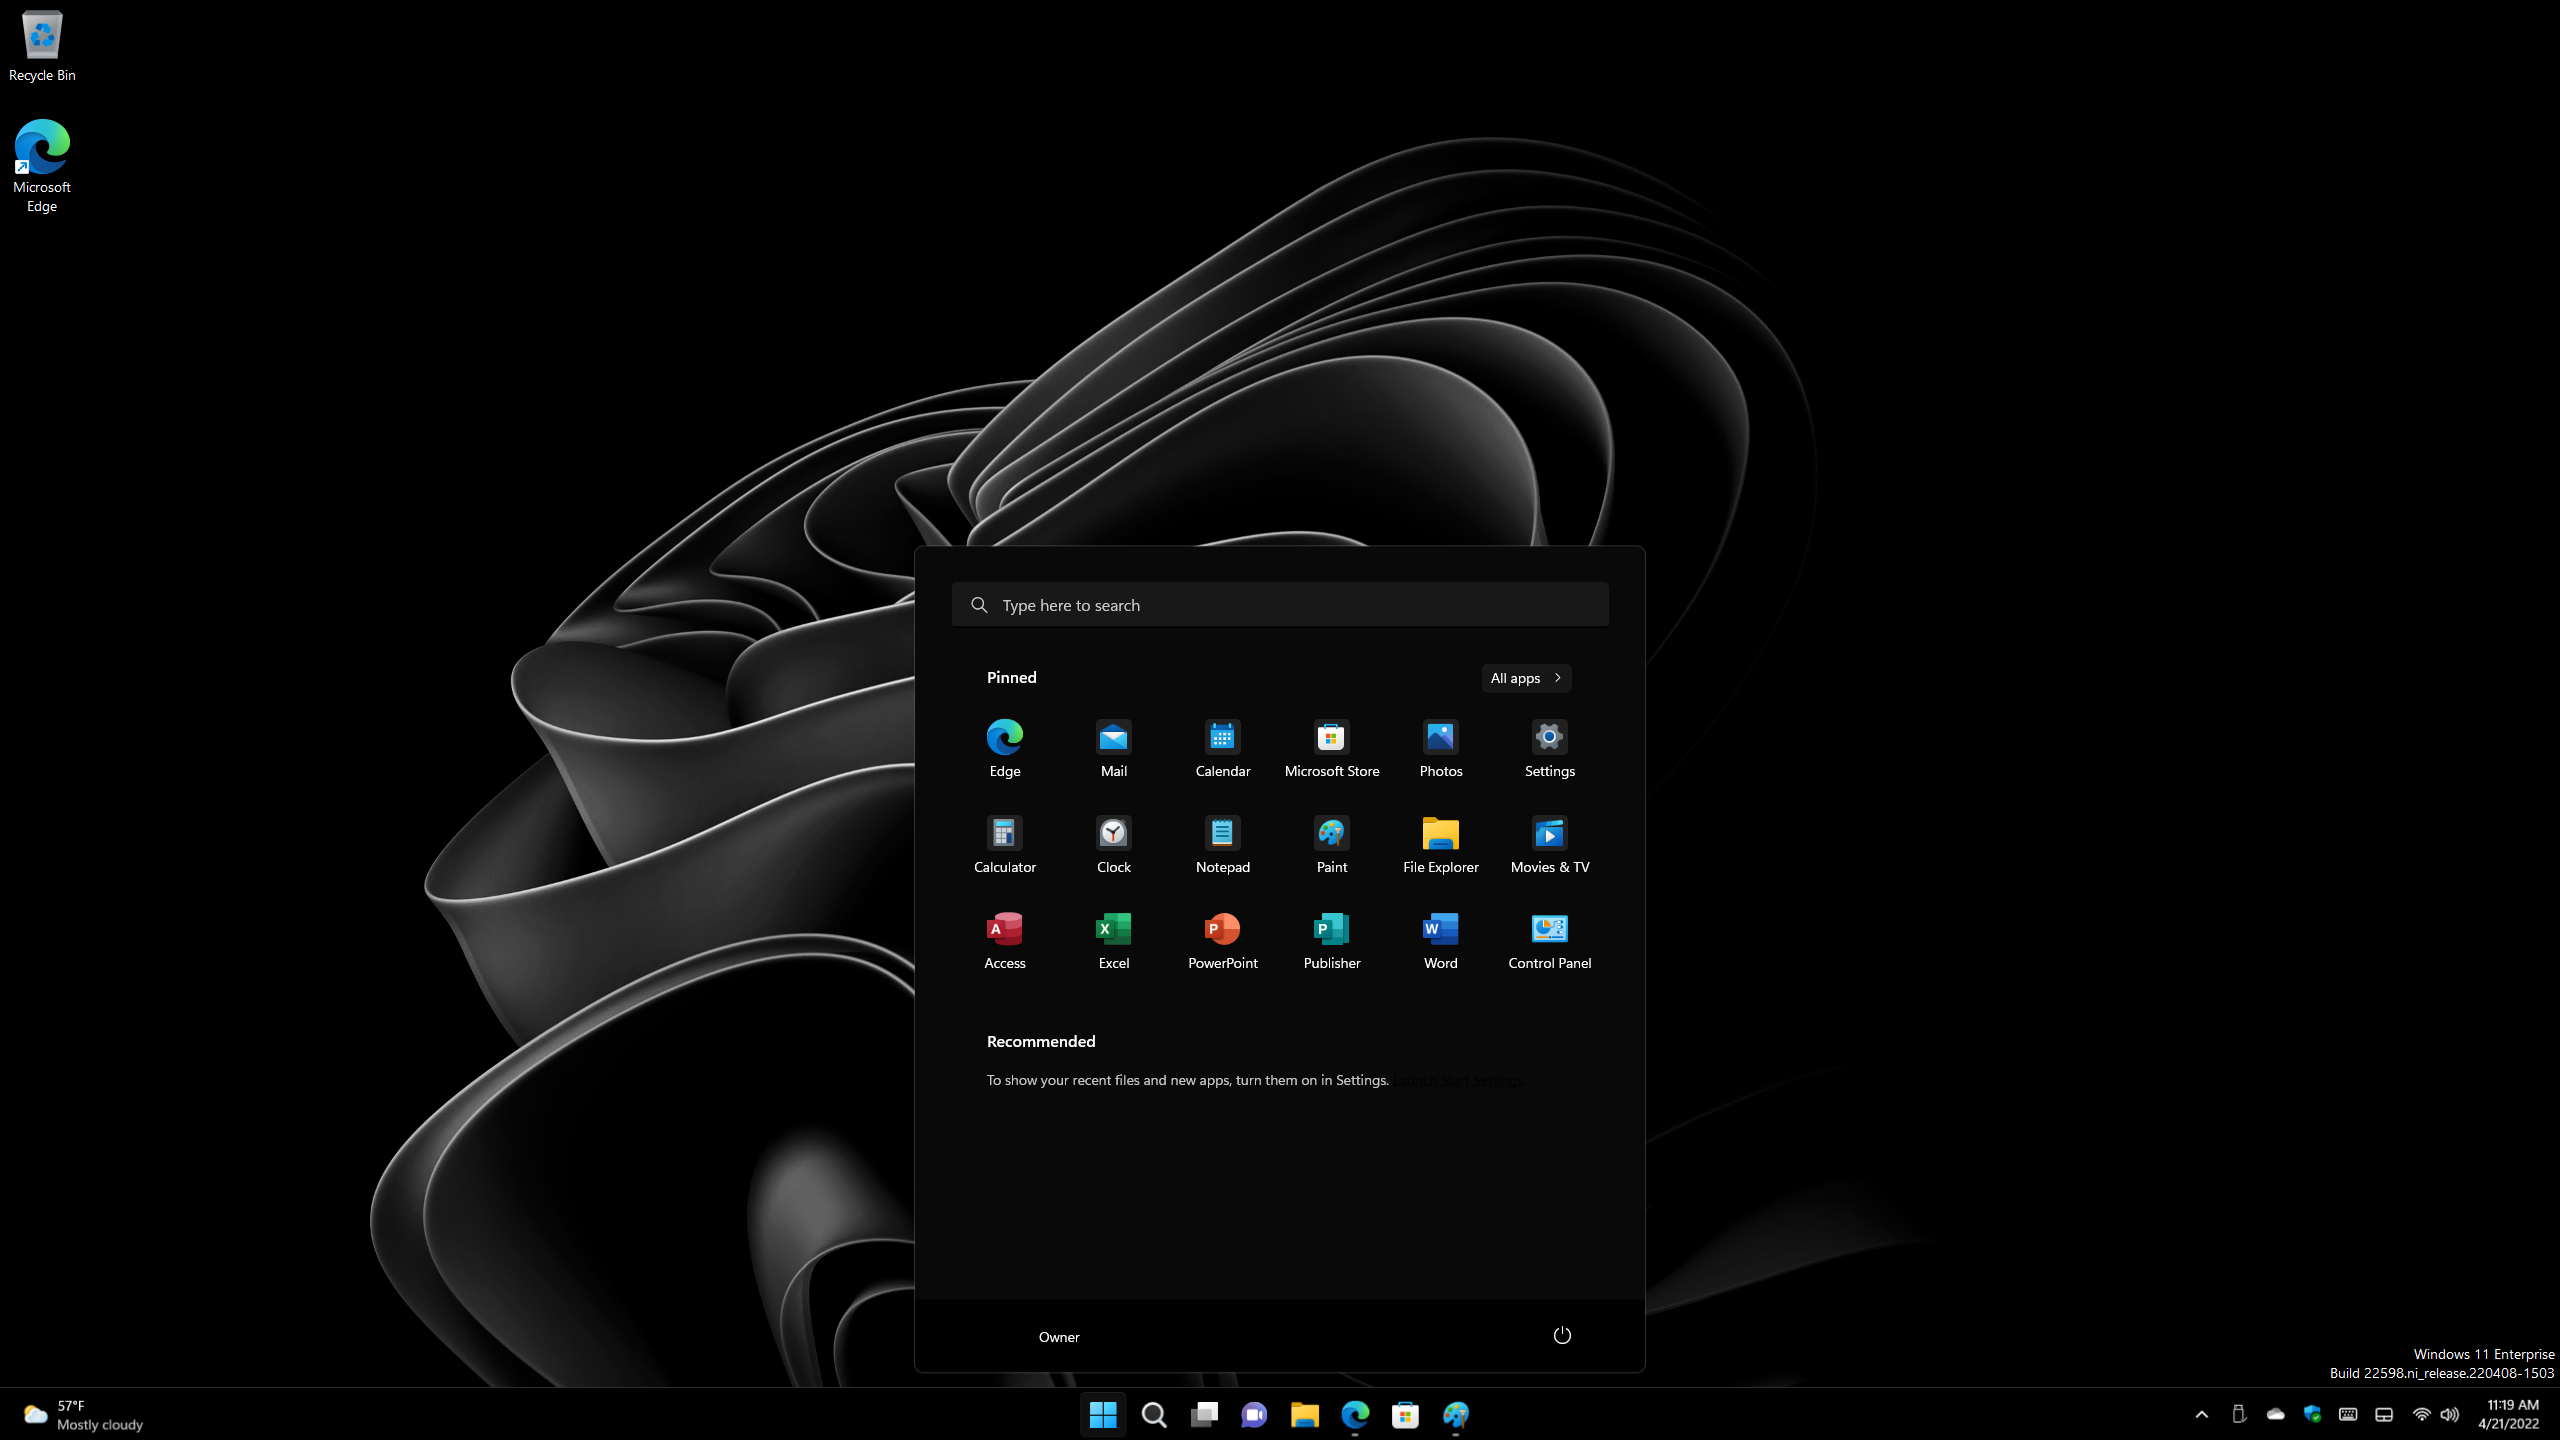 Recycle Bin
Microsoft
Edge
Type here to search
Pinned
All apps
Edge
Mail
Calendar
Microsoft Store
Photos
Settings
Calculator
Clock
Notepad
Paint
File Explorer
Movies & TV
Access
Excel
PowerPoint
Publisher
Word
Control Panel
Recommended
To show your recent files and new apps, turn them on in Settings. Launch Start Settings.
Owner
Windows 11 Enterprise
Build 22598.ni_release.220408-1503
57°F
Mostly cloudy
11:19 AM
4/21/2022